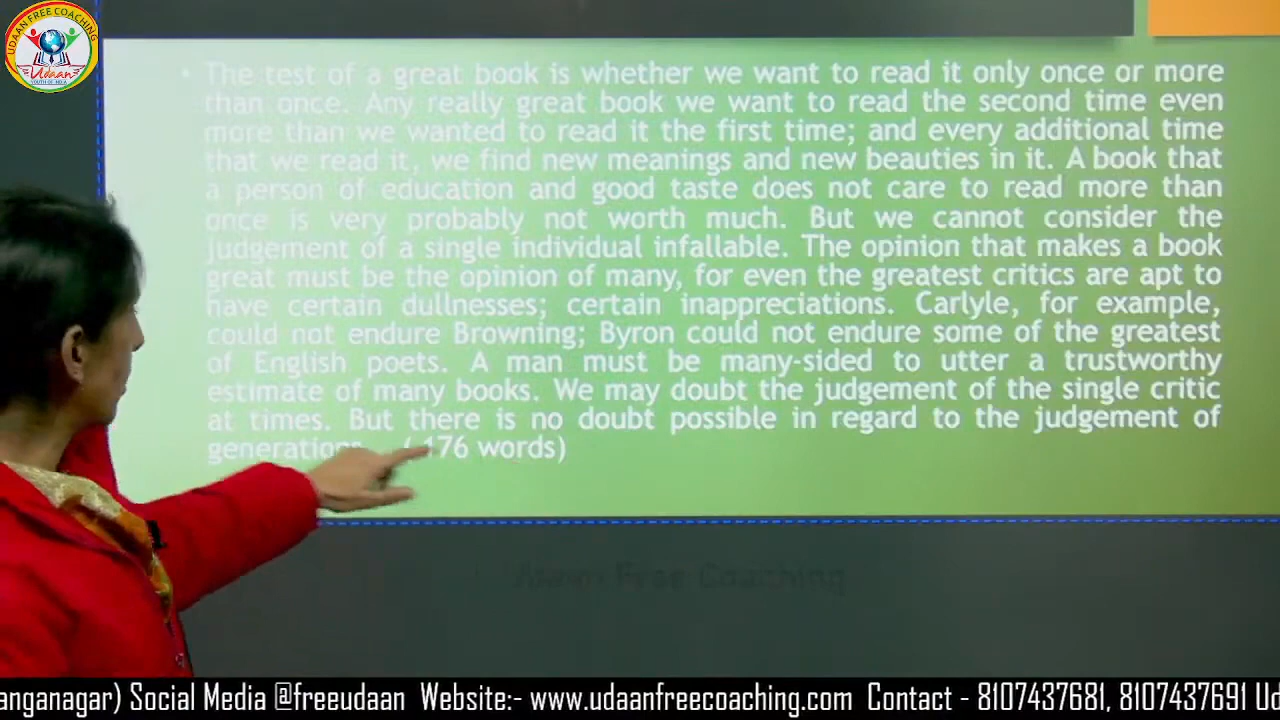 UDAAN FREE COACHING
Udaan
YOUTH OF INDIA
• The test of a great book is whether we want to read it only once or more
than once. Any really great book we want to read the second time even
more than we wanted to read it the first time; and every additional time
that we read it, we find new meanings and new beauties in it. A book that
a person of education and good taste does not care to read more than
once is very probably not worth much. But we cannot consider the
judgement of a single individual infallable. The opinion that makes a book
great must be the opinion of many, for even the greatest critics are apt to
have certain dullnesses; certain inappreciations. Carlyle, for example,
could not endure Browning; Byron could not endure some of the greatest
of English poets. A man must be many-sided to utter a trustworthy
estimate of many books. We may doubt the judgement of the single critic
at times. But there is no doubt possible in regard to the judgement of
generations ( 176 words)
Free Coaching
anganagar) Social Media @freeudaan Website:- www.udaanfreecoaching.com Contact - 8107437681, 8107437691 Ud